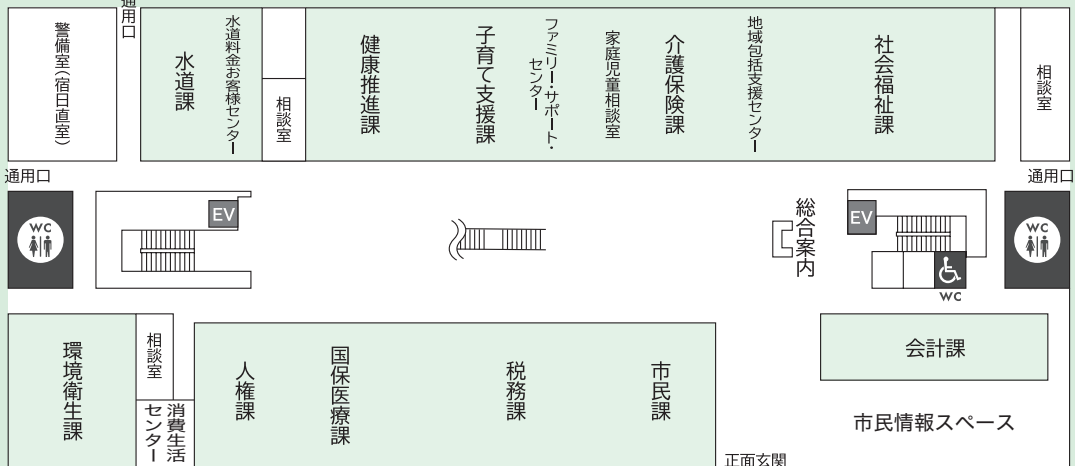 通用口
警備室（宿日直室）
水道課
水道料金お客様センター
相談室
健康推進課
子育て支援課
ファミリー・サポート・
センター
家庭児童相談室
介護保険課
地域包括支援センター
社会福祉課
相談室
通用口
通用口
WC
EV
総合案内
EV
WC
WC
環境衛生課
相談室
消費生活
センター
人権課
国保医療課
税務課
市民課
会計課
市民情報スペース
正面玄関